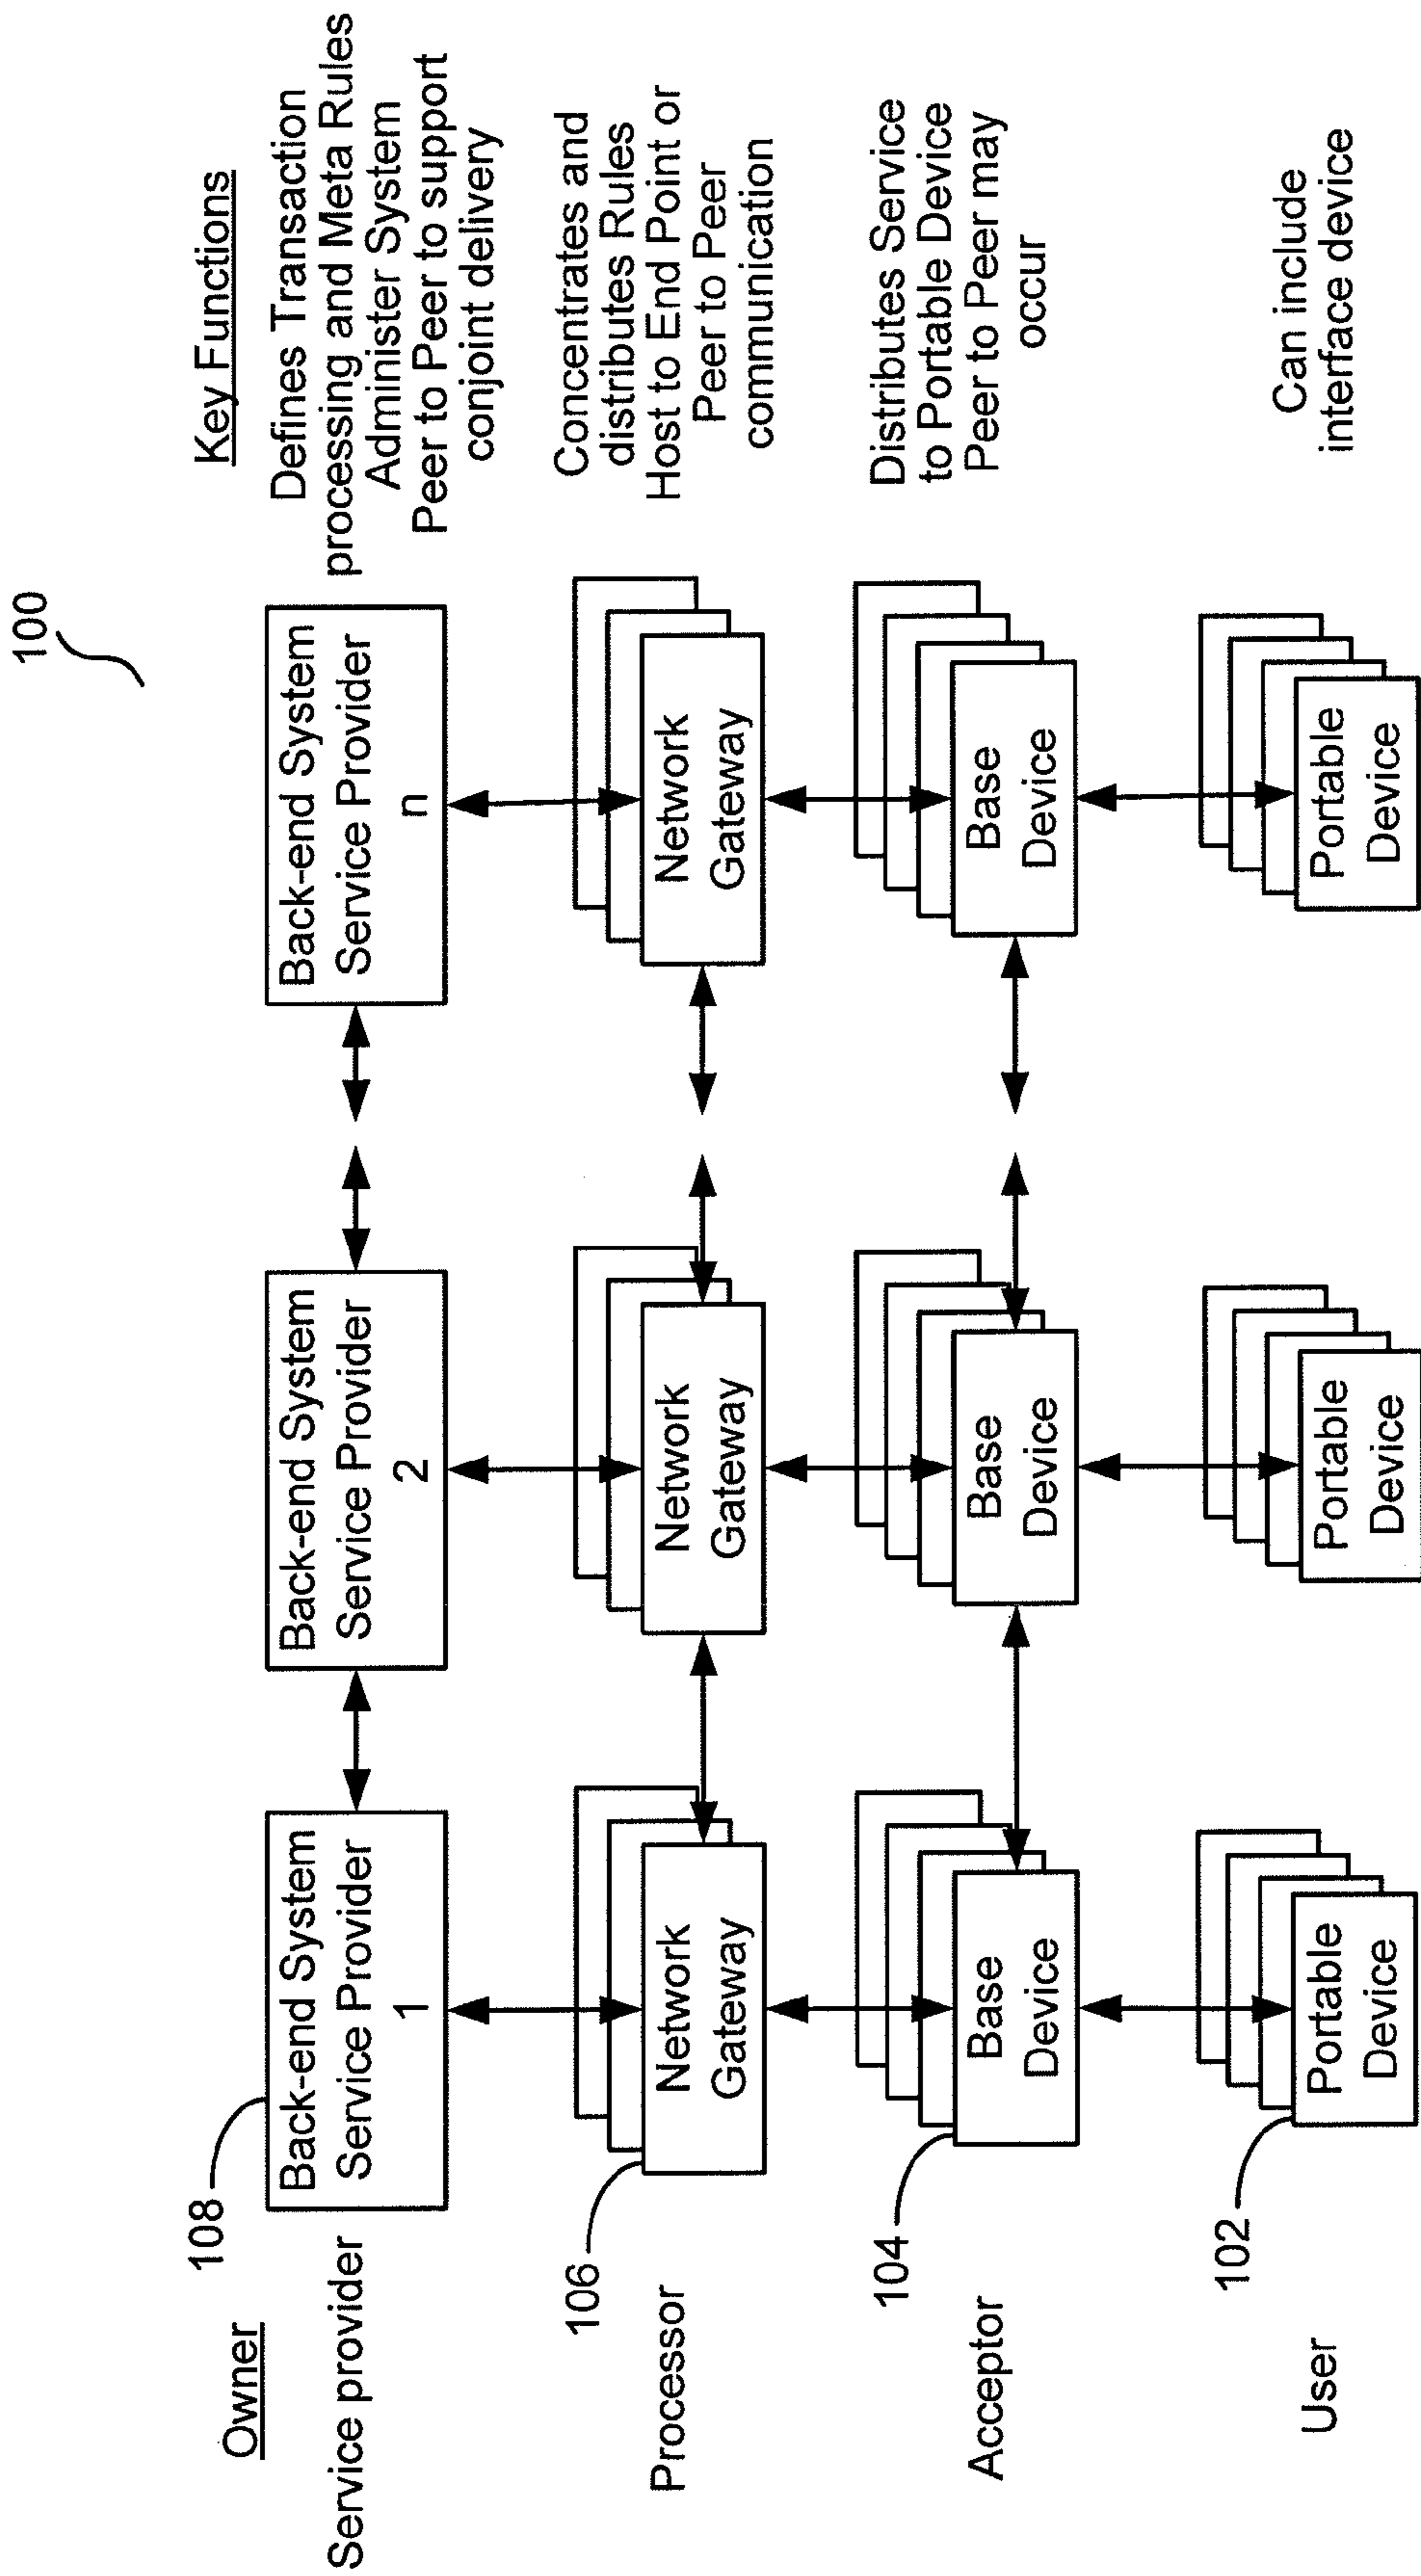 100
Owner
Key Functions
108
Service provider
Back-end System
Service Provider
1
Back-end System
Service Provider
2
Back-end System
Service Provider
n
Defines Transaction
processing and Meta Rules
Administer System
Peer to Peer to support
conjoint delivery
106
Processor
Network
Gateway
Network
Gateway
Network
Gateway
Concentrates and
distributes Rules
Host to End Point or
Peer to Peer
communication
104
Acceptor
Base
Device
Base
Device
Base
Device
Distributes Service
to Portable Device
Peer to Peer may
occur
102
User
Portable
Device
Portable
Device
Portable
Device
Can include
interface device